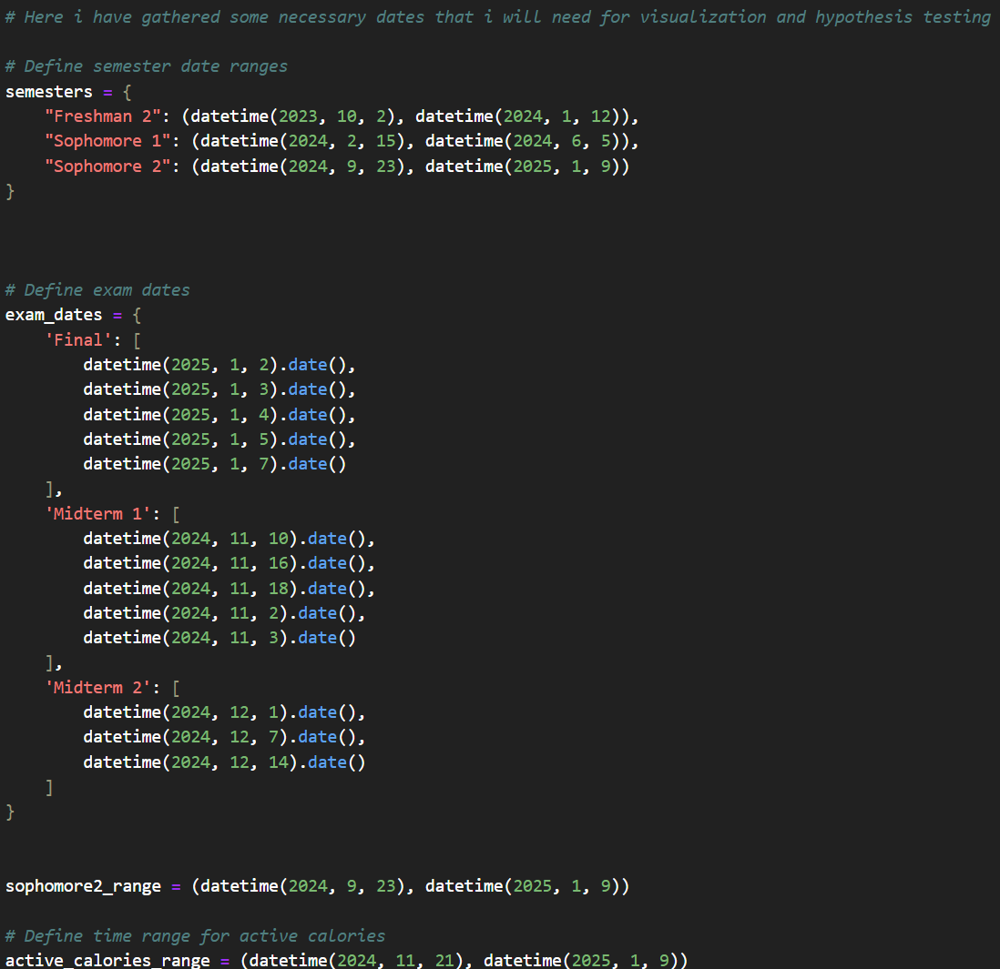 # Here i have gathered some necessary dates that i will need for visualization and hypothesis testing
# Define semester date ranges
semesters = {
    "Freshman 2": (datetime(2023, 10, 2), datetime(2024, 1, 12)),
    "Sophomore 1": (datetime(2024, 2, 15), datetime(2024, 6, 5)),
    "Sophomore 2": (datetime(2024, 9, 23), datetime(2025, 1, 9))
}
# Define exam dates
exam_dates = {
    'Final': [
        datetime(2025, 1, 2).date(),
        datetime(2025, 1, 3).date(),
        datetime(2025, 1, 4).date(),
        datetime(2025, 1, 5).date(),
        datetime(2025, 1, 7).date()
    ],
    'Midterm 1': [
        datetime(2024, 11, 10).date(),
        datetime(2024, 11, 16).date(),
        datetime(2024, 11, 18).date(),
        datetime(2024, 11, 2).date(),
        datetime(2024, 11, 3).date()
    ],
    'Midterm 2': [
        datetime(2024, 12, 1).date(),
        datetime(2024, 12, 7).date(),
        datetime(2024, 12, 14).date()
    ]
}
sophomore2_range = (datetime(2024, 9, 23), datetime(2025, 1, 9))
# Define time range for active calories
active_calories_range = (datetime(2024, 11, 21), datetime(2025, 1, 9))